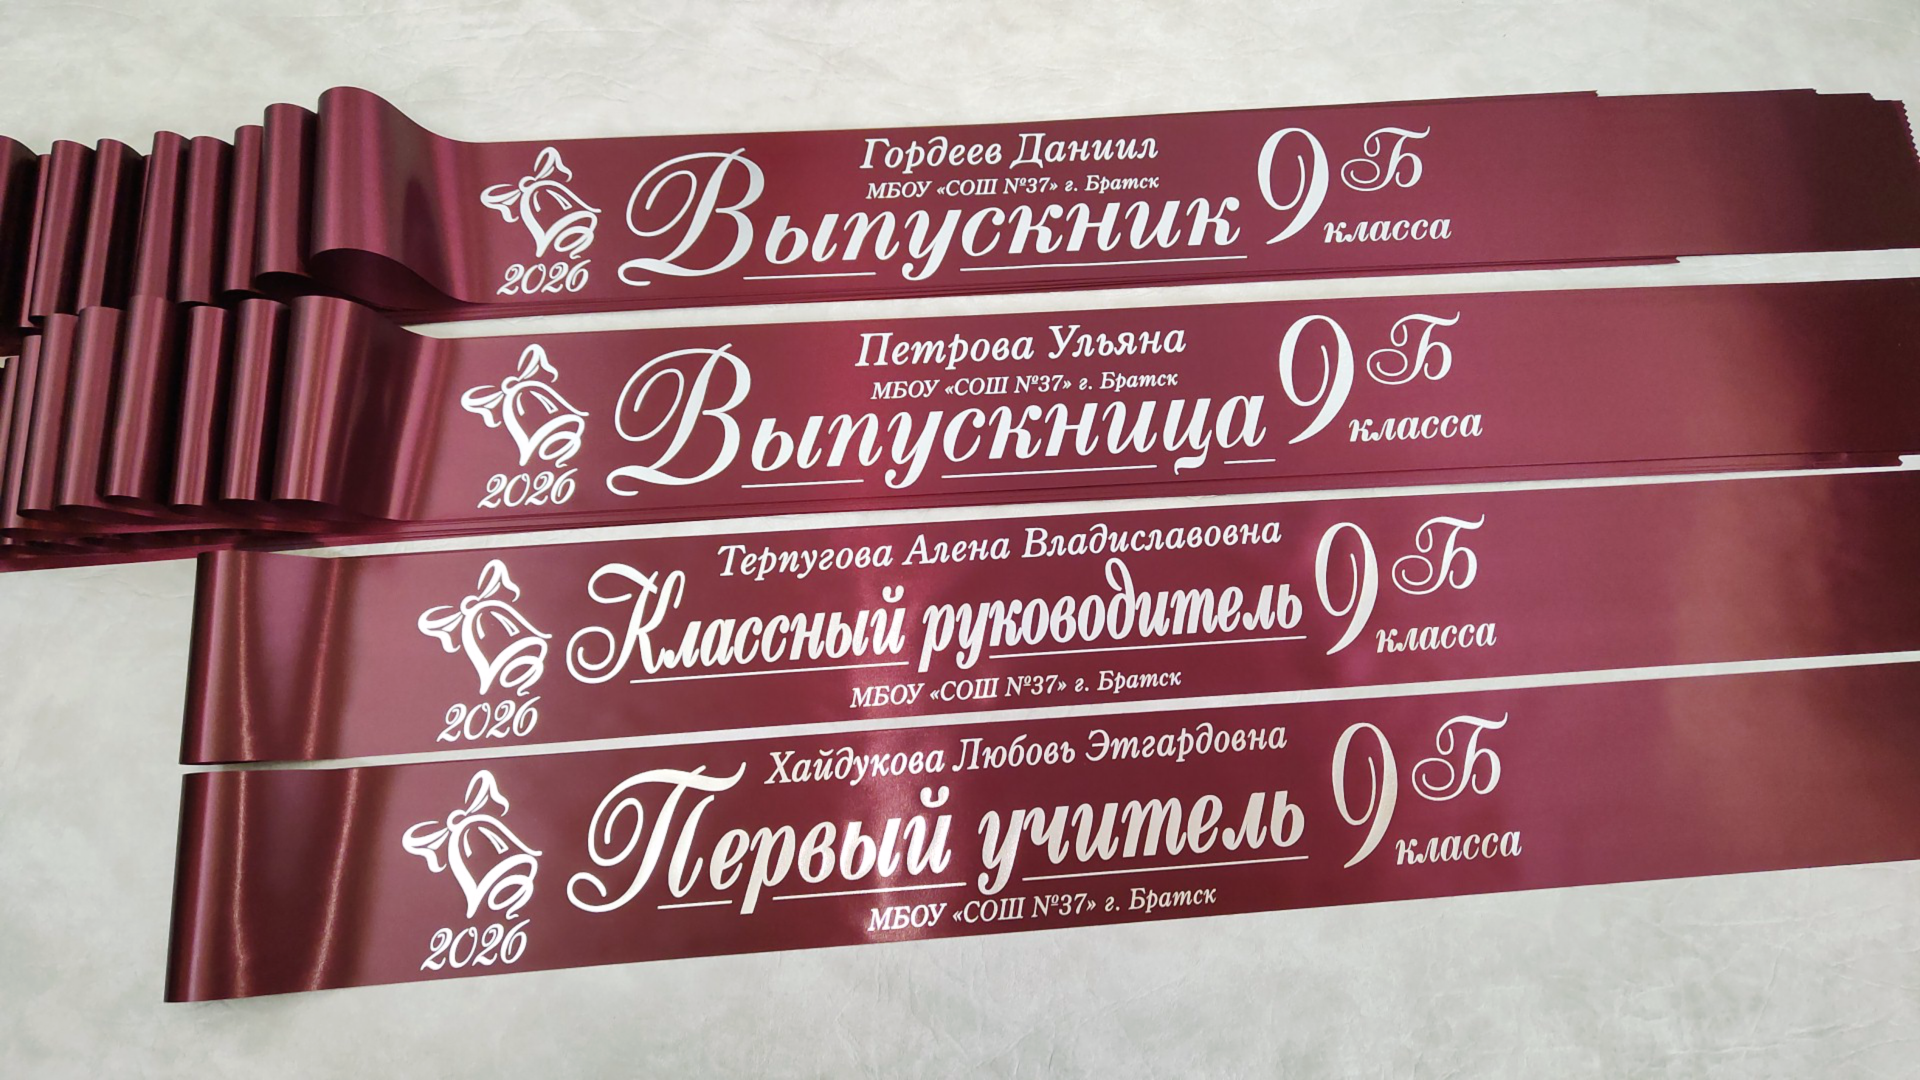 Гордеев Даниил
МБОУ «СОШ №37» г. Братск
Выпускник 9 Б
класса
2026
Петрова Ульяна
МБОУ «СОШ №37» г. Братск
Выпускница 9 Б
класса
2026
Терпугова Алена Владиславовна
Классный руководитель 9 Б
класса
МБОУ «СОШ №37» г. Братск
2026
Хайдукова Любовь Этгардовна
Первый учитель 9 Б
класса
МБОУ «СОШ №37» г. Братск
2026